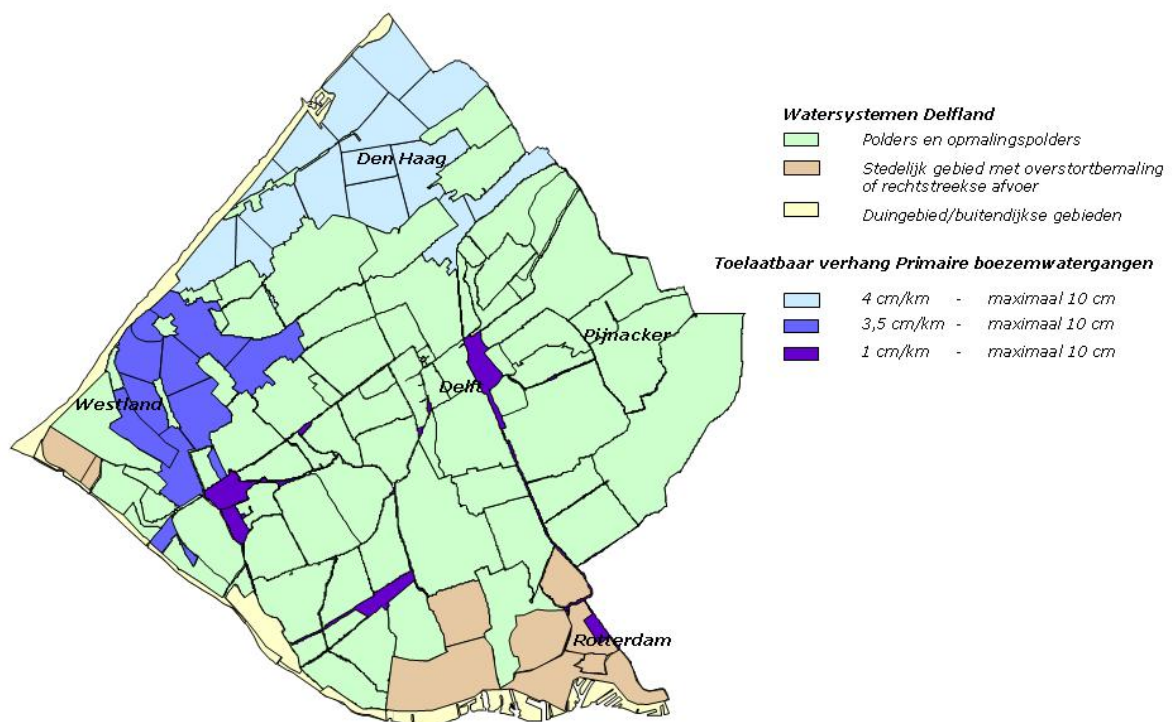 Den Haag
Pijnacker
Delft
Westland
Rotterdam
Watersystemen Delfland
Polders en opmalingspolders
Stedelijk gebied met overstortbemaling
of rechtstreekse afvoer
Duingebied/buitendijkse gebieden
Toelaatbaar verhang Primaire boezemwatergangen
4 cm/km - maximaal 10 cm
3,5 cm/km - maximaal 10 cm
1 cm/km - maximaal 10 cm